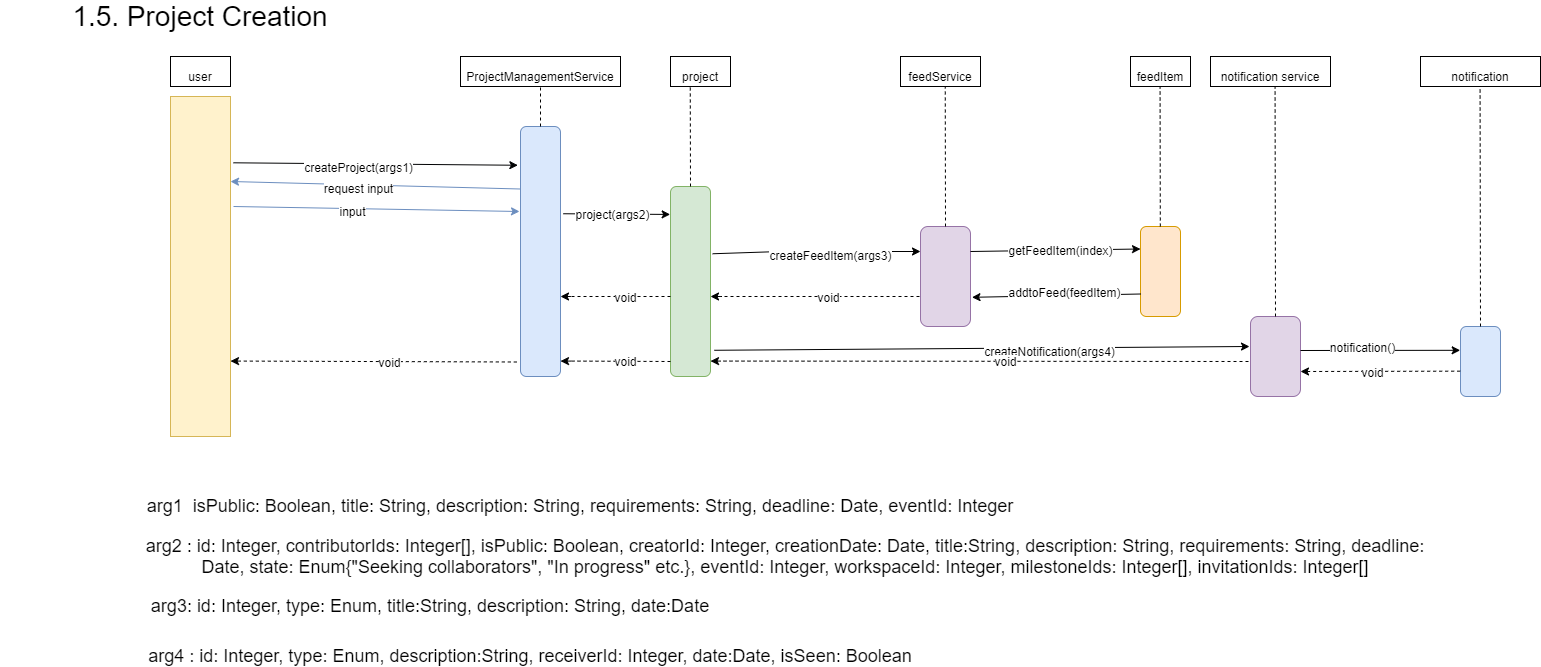 1.5. Project Creation
user
ProjectManagementService
project
feedService
feedItem
notification service
notification
createProject(args1)
request input
input
project(args2)
createFeedItem(args3)
getFeedItem(index)
addtoFeed(feedItem)
void
void
createNotification(args4)
notification()
void
void
void
void
arg1  isPublic: Boolean, title: String, description: String, requirements: String, deadline: Date, eventId: Integer
arg2 : id: Integer, contributorIds: Integer[], isPublic: Boolean, creatorId: Integer, creationDate: Date, title:String, description: String, requirements: String, deadline:
Date, state: Enum{"Seeking collaborators", "In progress" etc.}, eventId: Integer, workspaceId: Integer, milestoneIds: Integer[], invitationIds: Integer[]
arg3: id: Integer, type: Enum, title:String, description: String, date:Date
arg4 : id: Integer, type: Enum, description:String, receiverId: Integer, date:Date, isSeen: Boolean